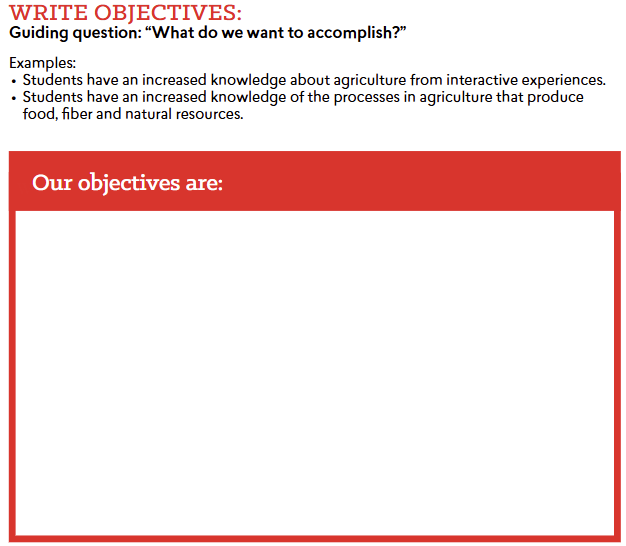 WRITE OBJECTIVES:
Guiding question: “What do we want to accomplish?”
Examples:
• Students have an increased knowledge about agriculture from interactive experiences.
• Students have an increased knowledge of the processes in agriculture that produce
food, fiber and natural resources.
Our objectives are: